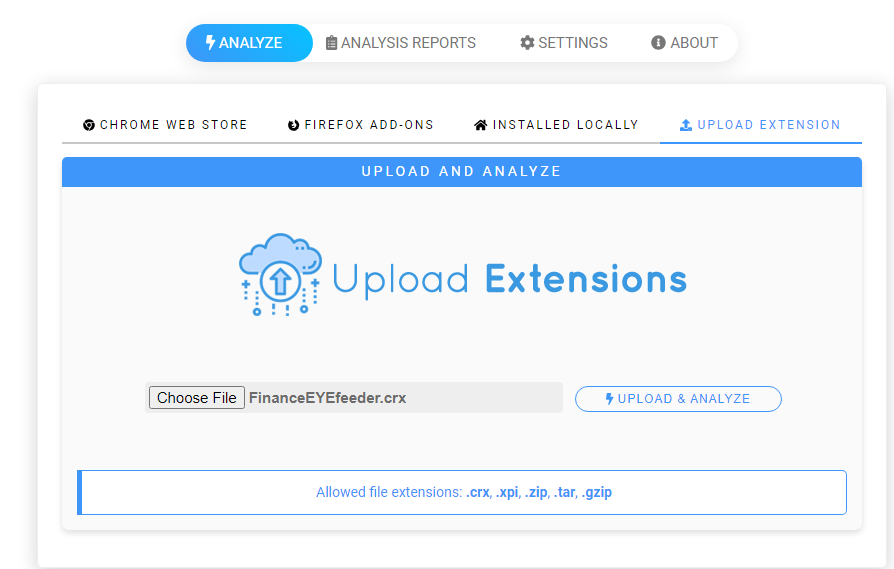 ANALYZE ANALYSIS REPORTS SETTINGS ABOUT
CHROME WEB STORE FIREFOX ADD-ONS INSTALLED LOCALLY UPLOAD EXTENSION
UPLOAD AND ANALYZE
Upload Extensions
Choose File FinanceEYEfeeder.crx UPLOAD & ANALYZE
Allowed file extensions: .crx, .xpi, .zip, .tar, .gzip